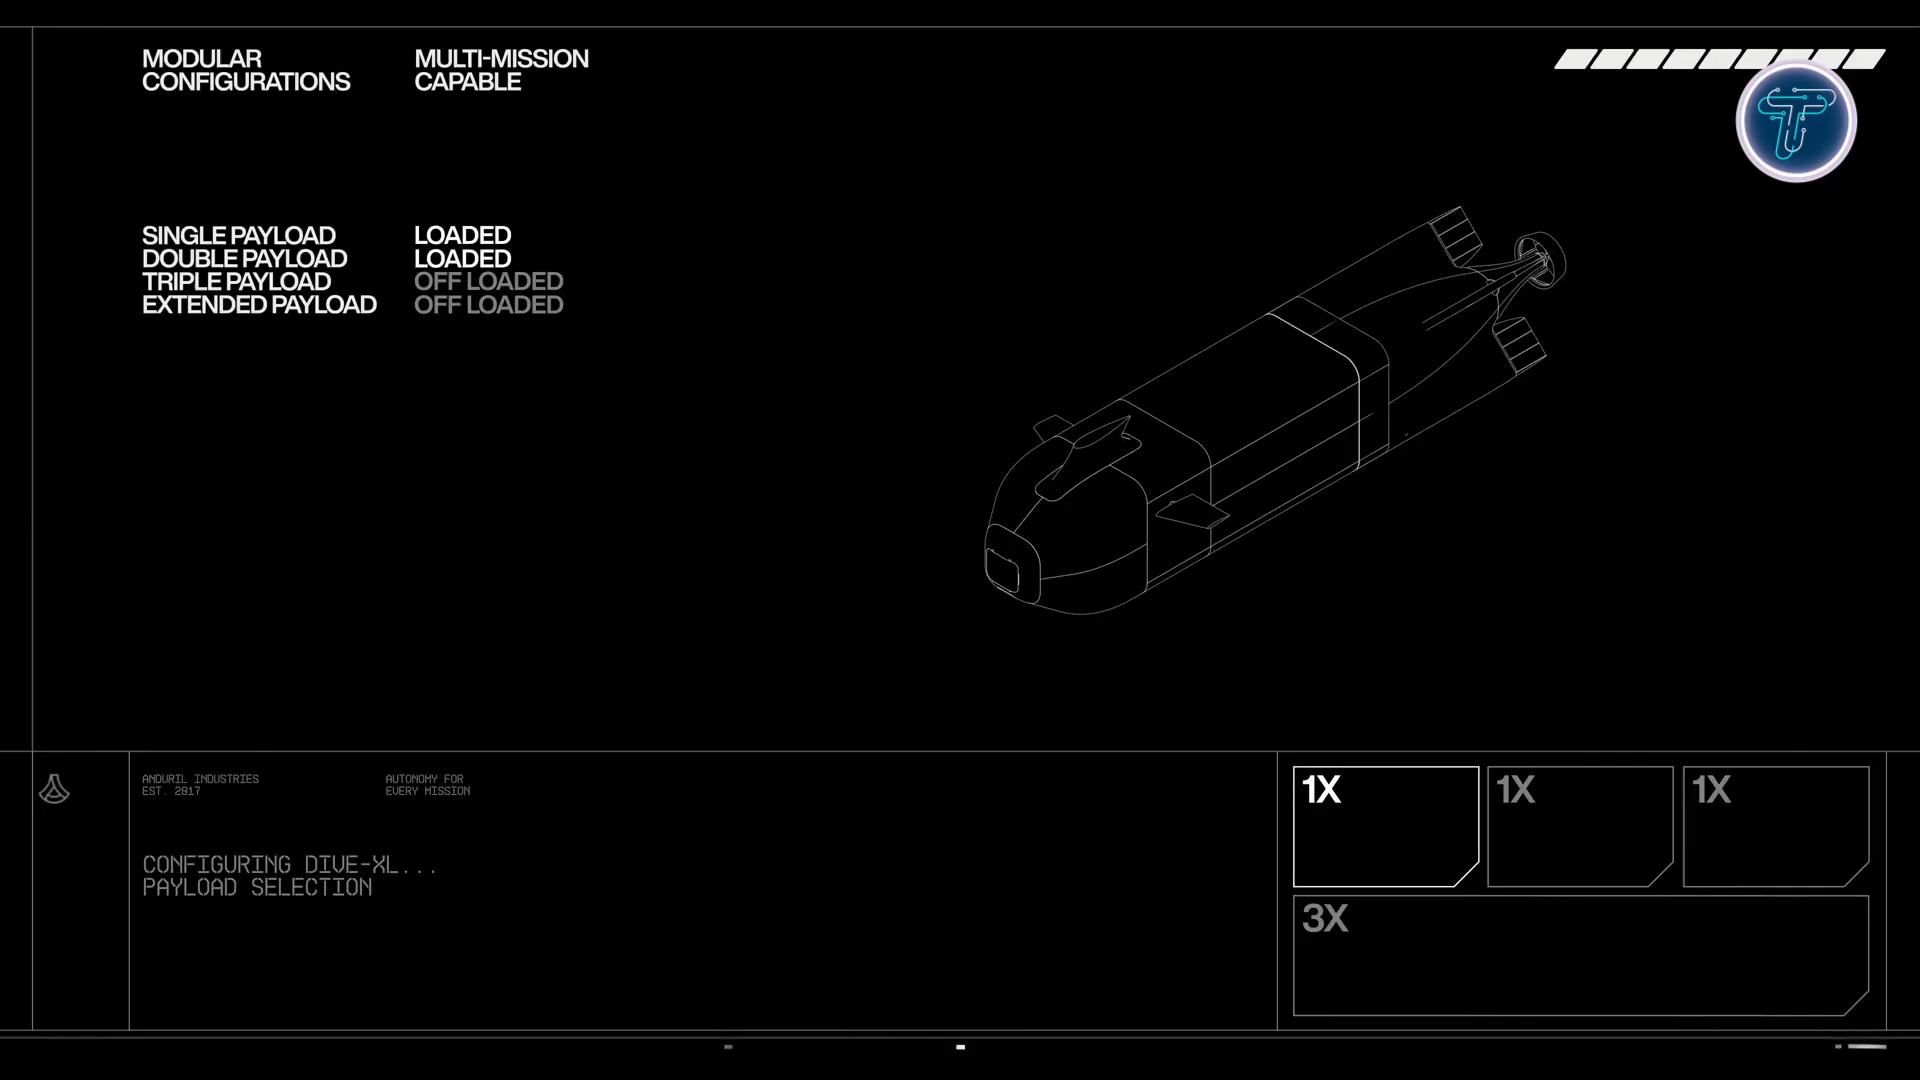 MODULAR
CONFIGURATIONS
MULTI-MISSION
CAPABLE
SINGLE PAYLOAD LOADED
DOUBLE PAYLOAD LOADED
TRIPLE PAYLOAD OFF LOADED
EXTENDED PAYLOAD OFF LOADED
ANDURIL INDUSTRIES
EST. 2017
AUTONOMY FOR
EVERY MISSION
CONFIGURING DIVE-XL...
PAYLOAD SELECTION
1X 1X 1X
3X